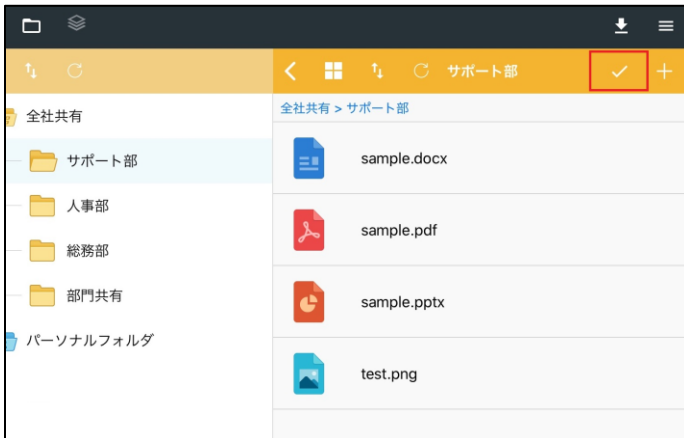 サポート部
全社共有
サポート部
人事部
総務部
部門共有
パーソナルフォルダ
全社共有 > サポート部
sample.docx
sample.pdf
sample.pptx
test.png